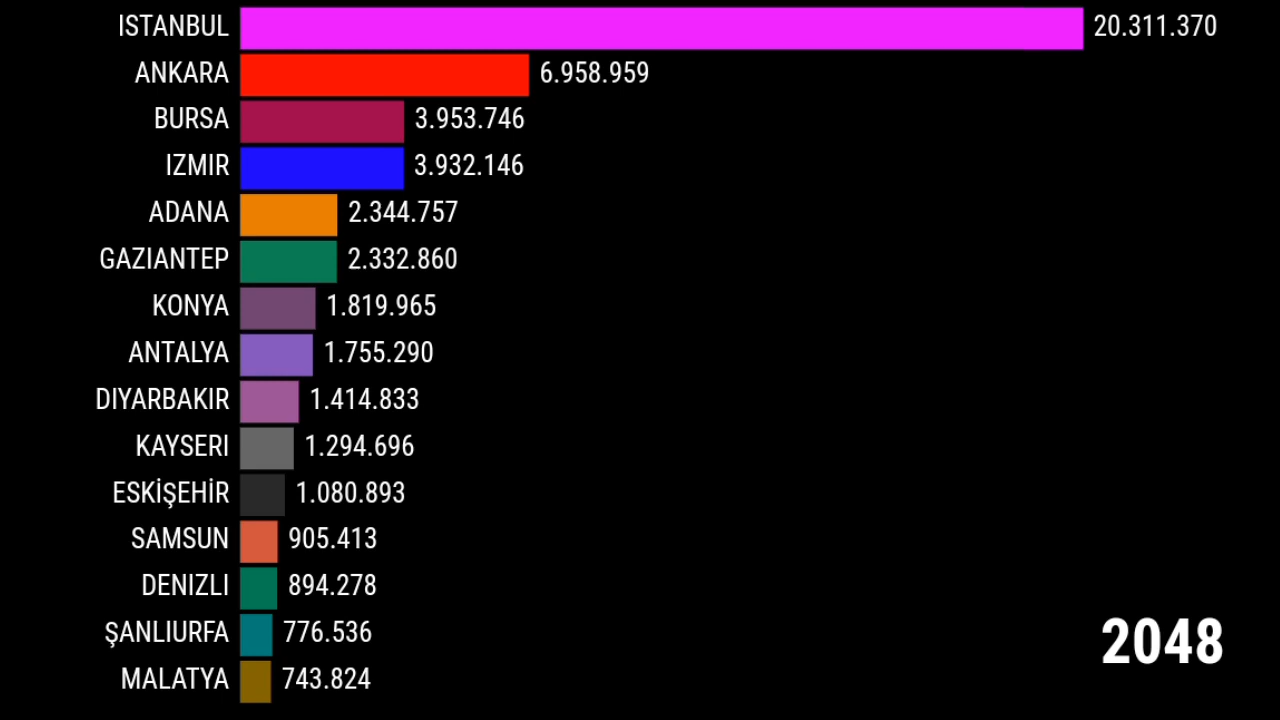 ISTANBUL 20.311.370
ANKARA 6.958.959
BURSA 3.953.746
IZMIR 3.932.146
ADANA 2.344.757
GAZIANTEP 2.332.860
KONYA 1.819.965
ANTALYA 1.755.290
DIYARBAKIR 1.414.833
KAYSERI 1.294.696
ESKİŞEHİR 1.080.893
SAMSUN 905.413
DENIZLI 894.278
ŞANLIURFA 776.536
MALATYA 743.824
2048